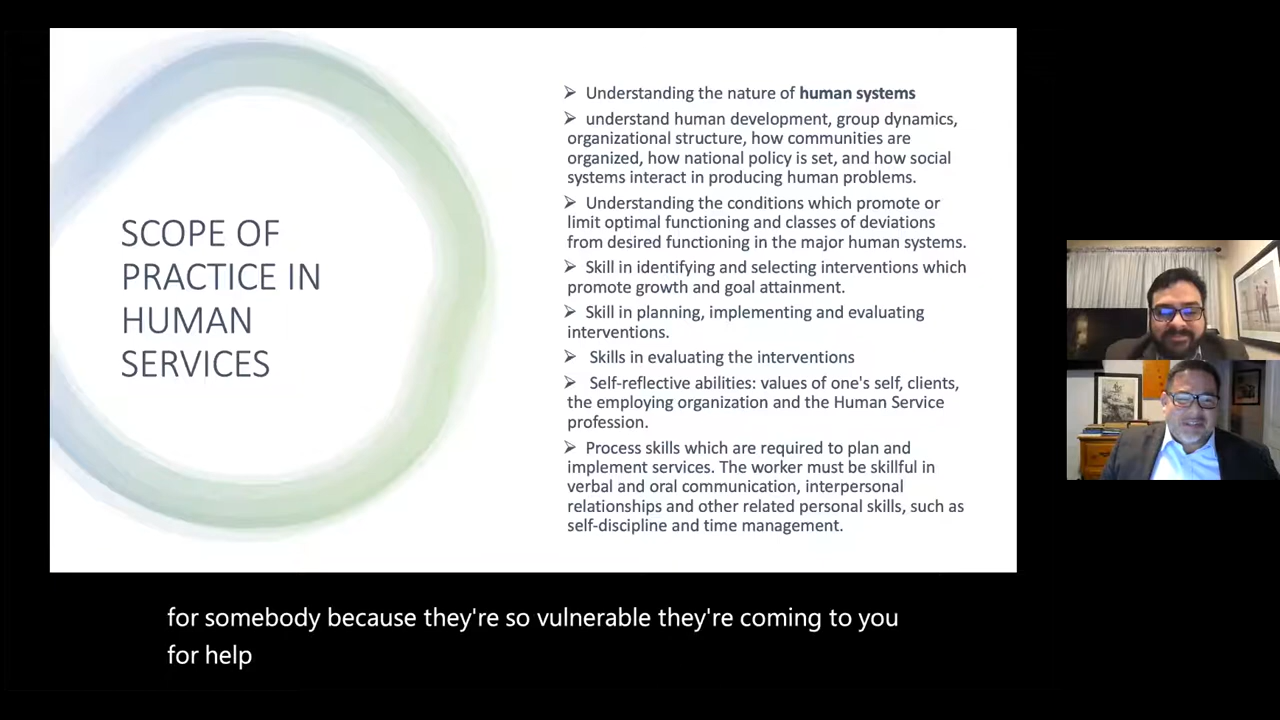 SCOPE OF
PRACTICE IN
HUMAN
SERVICES
➢ Understanding the nature of human systems
➢ understand human development, group dynamics,
organizational structure, how communities are
organized, how national policy is set, and how social
systems interact in producing human problems.
➢ Understanding the conditions which promote or
limit optimal functioning and classes of deviations
from desired functioning in the major human systems.
➢ Skill in identifying and selecting interventions which
promote growth and goal attainment.
➢ Skill in planning, implementing and evaluating
interventions.
➢ Skills in evaluating the interventions
➢ Self-reflective abilities: values of one's self, clients,
the employing organization and the Human Service
profession.
➢ Process skills which are required to plan and
implement services. The worker must be skillful in
verbal and oral communication, interpersonal
relationships and other related personal skills, such as
self-discipline and time management.
for somebody because they're so vulnerable they're coming to you
for help